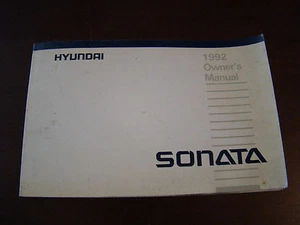 HYUNDAI
1992
Owner's
Manual
SONATA